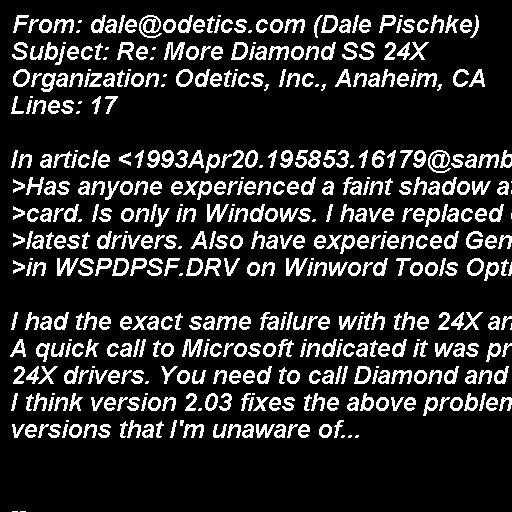 From: dale@odetics.com (Dale Pischke)
Subject: Re: More Diamond SS 24X
Organization: Odetics, Inc., Anaheim, CA
Lines: 17

In article <1993Apr20.195853.16179@samb
>Has anyone experienced a faint shadow at
>card. Is only in Windows. I have replaced
>latest drivers. Also have experienced Gen
>in WSPDPSF.DRV on Winword Tools Opti

I had the exact same failure with the 24X an
A quick call to Microsoft indicated it was pr
24X drivers. You need to call Diamond and
I think version 2.03 fixes the above problem
versions that I'm unaware of...

--